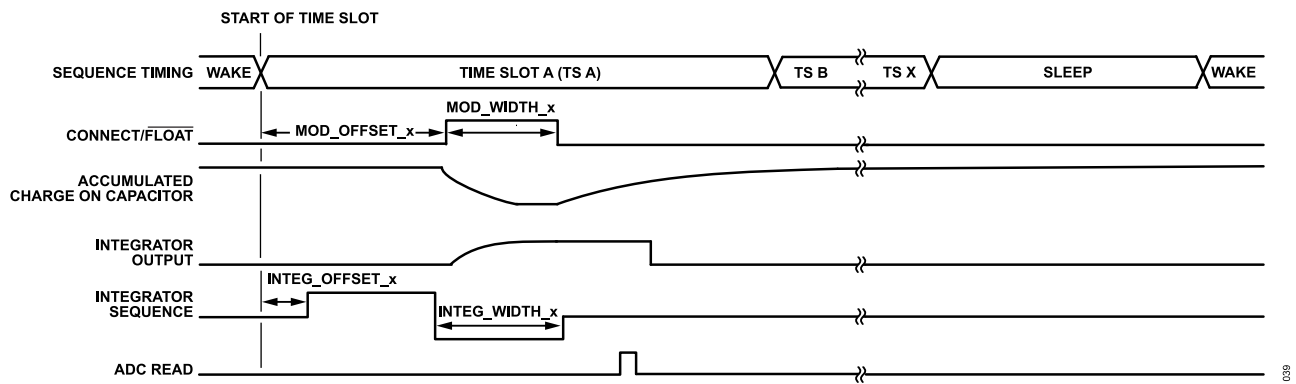 START OF TIME SLOT
SEQUENCE TIMING
WAKE
TIME SLOT A (TS A)
TS B
TS X
SLEEP
WAKE
MOD_WIDTH_x
CONNECT/FLOAT
MOD_OFFSET_x
ACCUMULATED
CHARGE ON CAPACITOR
INTEGRATOR
OUTPUT
INTEG_OFFSET_x
INTEGRATOR
SEQUENCE
INTEG_WIDTH_x
ADC READ
039